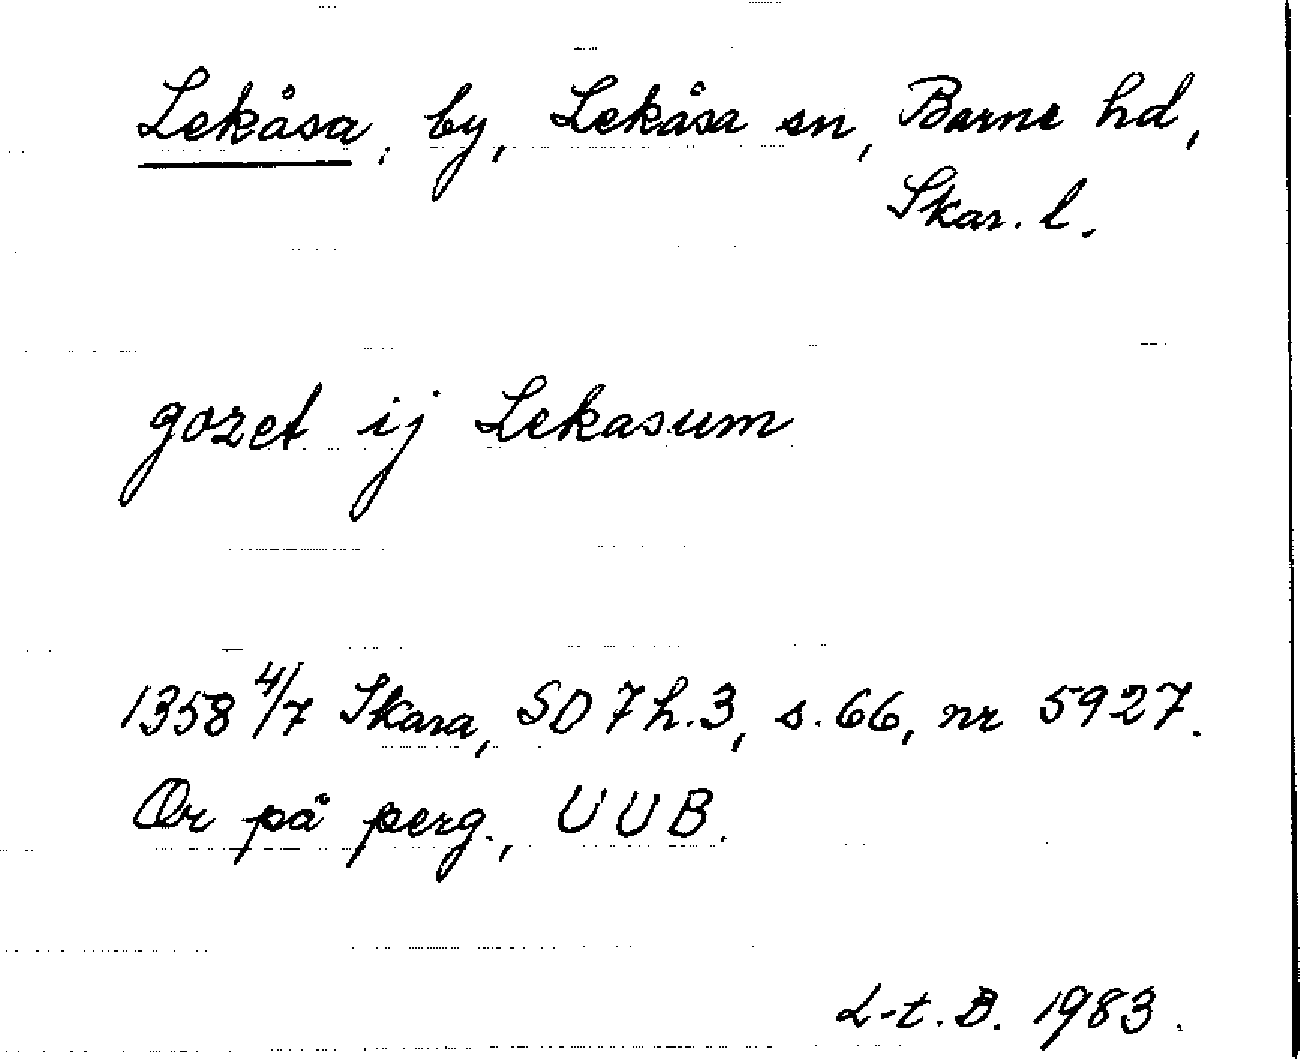 Lekåsa, by, Lekåsa sn, Barne hd,
Skar. l.
gozet ij Lekasum
1358 4/7 Skara, SD 7 h. 3, s. 66, nr 5927.
Or på perg., UUB.
L-t. B. 1983.